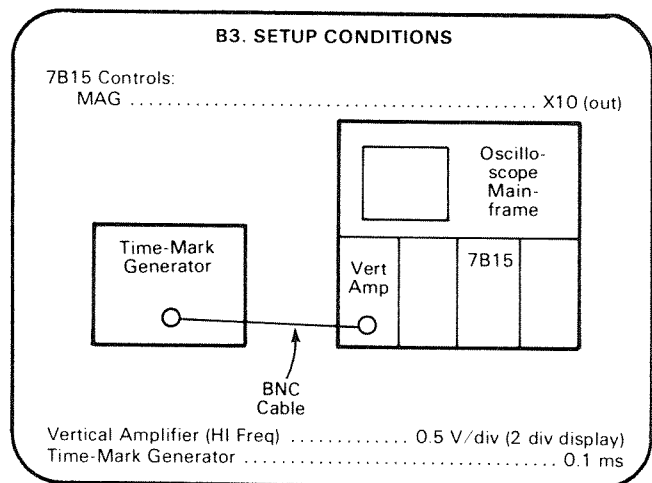 B3. SETUP CONDITIONS
7B15 Controls:
MAG ............................................. X10 (out)
Oscillo-
scope
Main-
frame
Time-Mark
Generator
Vert
Amp
7B15
BNC
Cable
Vertical Amplifier (HI Freq) ............ 0.5 V/div (2 div display)
Time-Mark Generator ................................. 0.1 ms